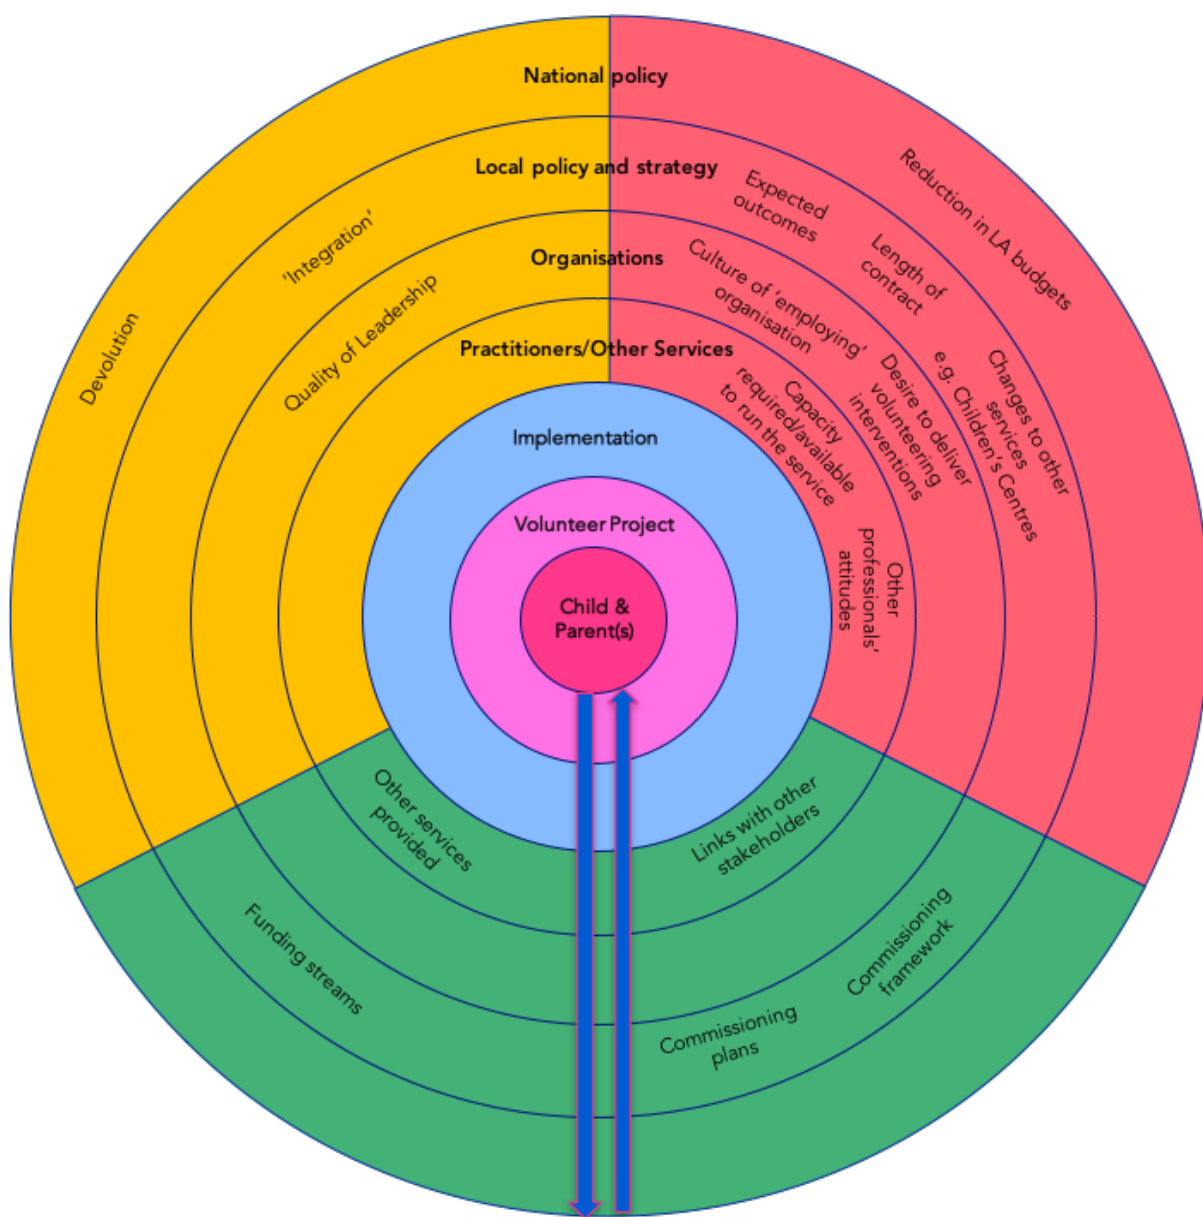 National policy
Local policy and strategy
Organisations
Practitioners/Other Services
Implementation
Volunteer Project
Child &
Parent(s)
Devolution
'Integration'
Quality of Leadership
Reduction in LA budgets
Expected
outcomes
Length of
contract
Changes to other
services
e.g. Children's Centres
Culture of 'employing'
organisation
Desire to deliver
volunteering
interventions
Capacity
required/available
to run the service
Other
professionals'
attitudes
Other services
provided
Links with other
stakeholders
Funding streams
Commissioning
framework
Commissioning
plans